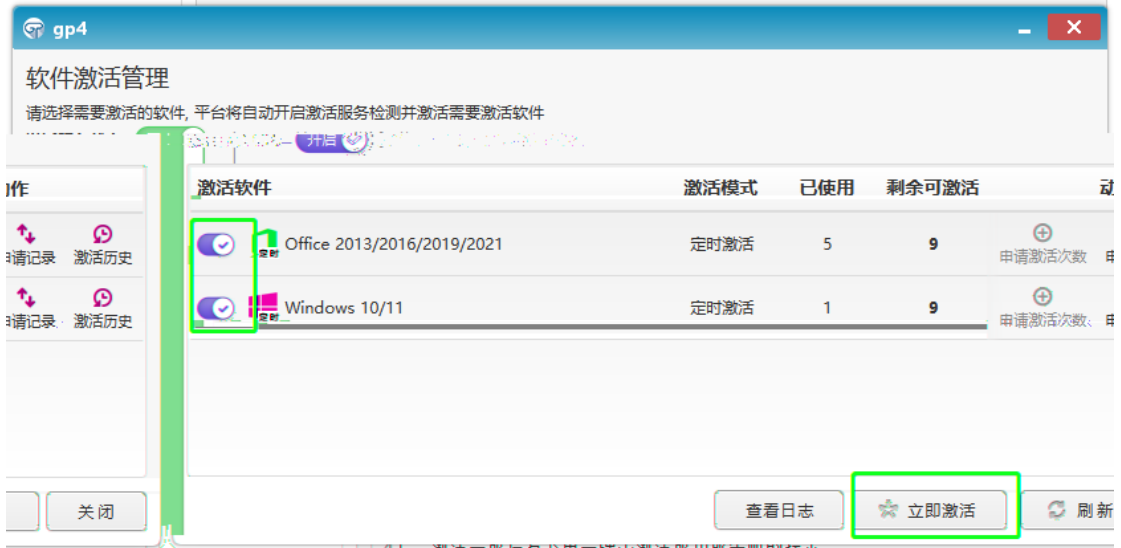 gp4
软件激活管理
请选择需要激活的软件, 平台将自动开启激活服务检测并激活需要激活软件
开启
作
激活软件 激活模式 已使用 剩余可激活
请记录 激活历史
定时 Office 2013/2016/2019/2021 定时激活 5 9 申请激活次数
请记录 激活历史
定时 Windows 10/11 定时激活 1 9 申请激活次数
关闭
查看日志 立即激活 刷新